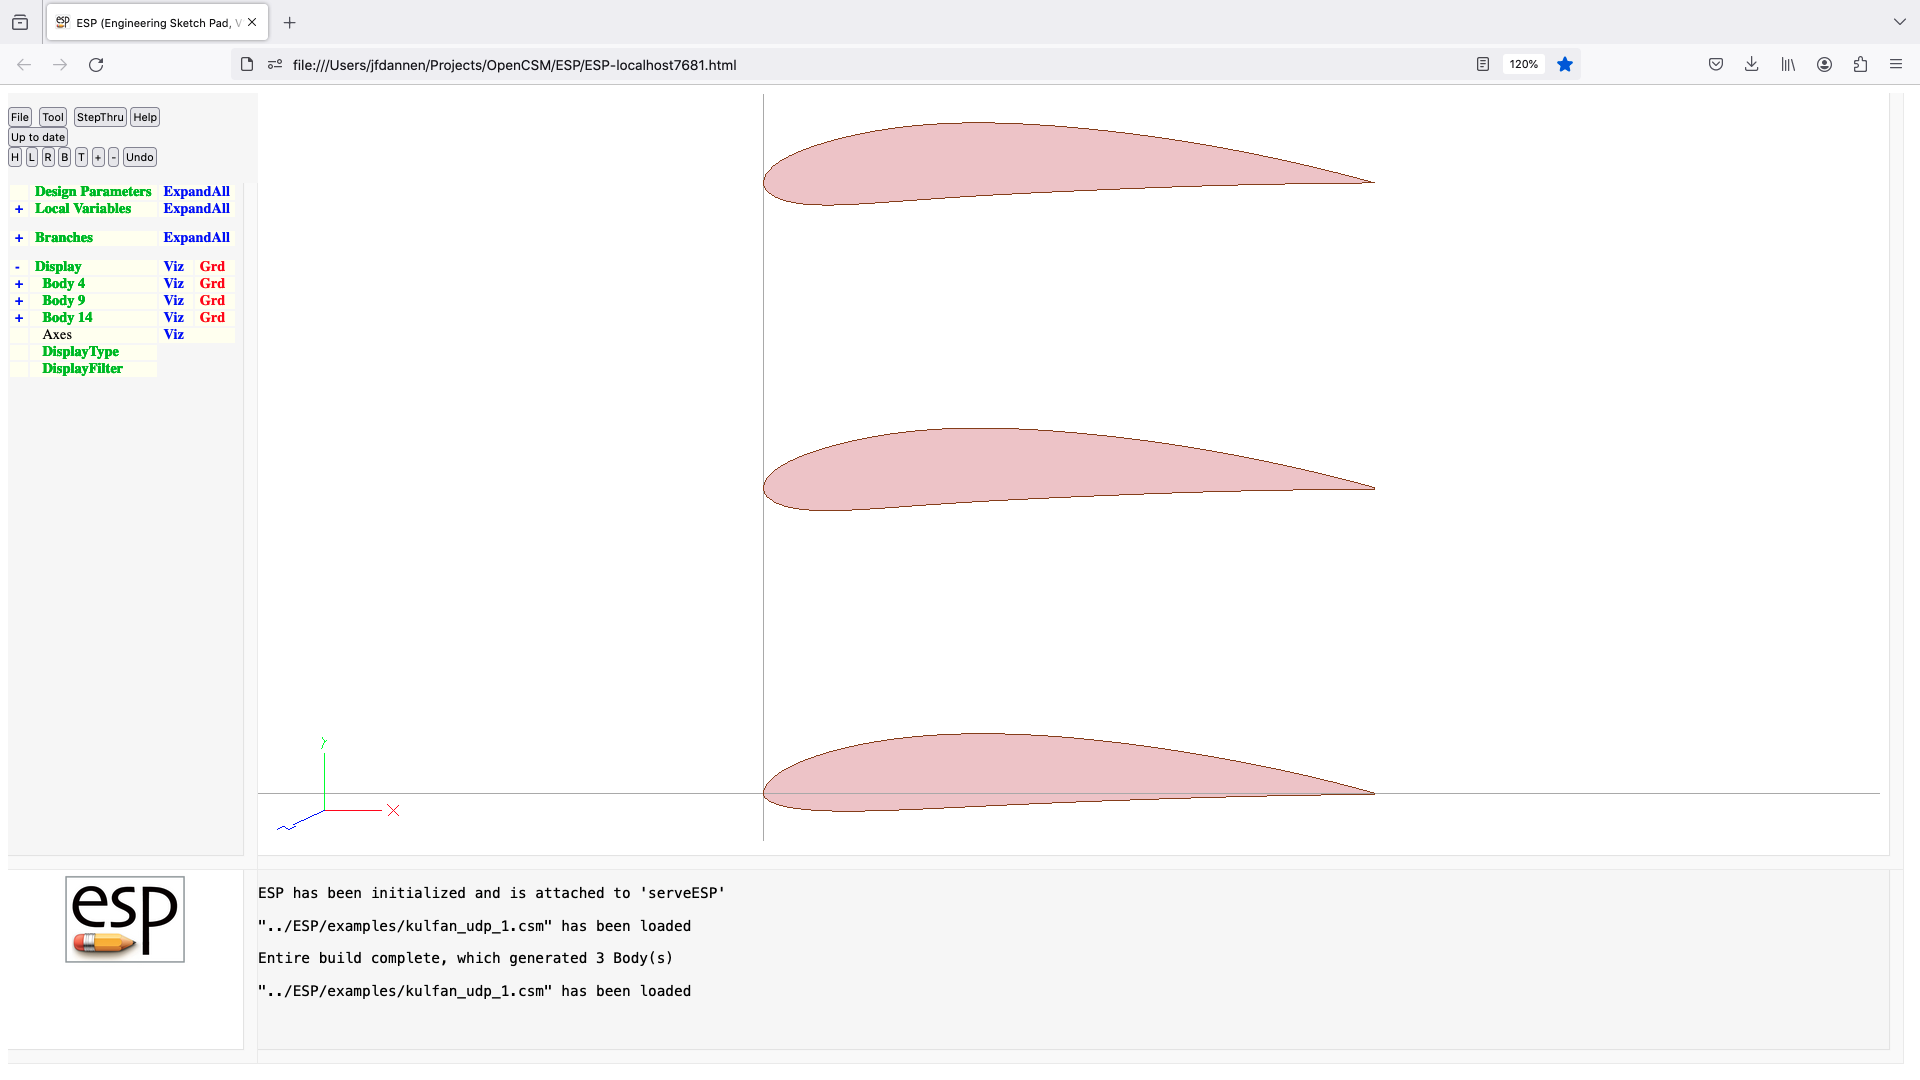 ESP (Engineering Sketch Pad, V
file:///Users/jfdannen/Projects/OpenCSM/ESP/ESP-localhost7681.html
120%
File Tool StepThru Help
Up to date
H L R B T + - Undo
Design Parameters ExpandAll
+ Local Variables ExpandAll
+ Branches ExpandAll
- Display Viz Grd
+ Body 4 Viz Grd
+ Body 9 Viz Grd
+ Body 14 Viz Grd
Axes Viz
DisplayType
DisplayFilter
Y
X
Z
esp
ESP has been initialized and is attached to 'serveESP'
"../ESP/examples/kulfan_udp_1.csm" has been loaded
Entire build complete, which generated 3 Body(s)
"../ESP/examples/kulfan_udp_1.csm" has been loaded